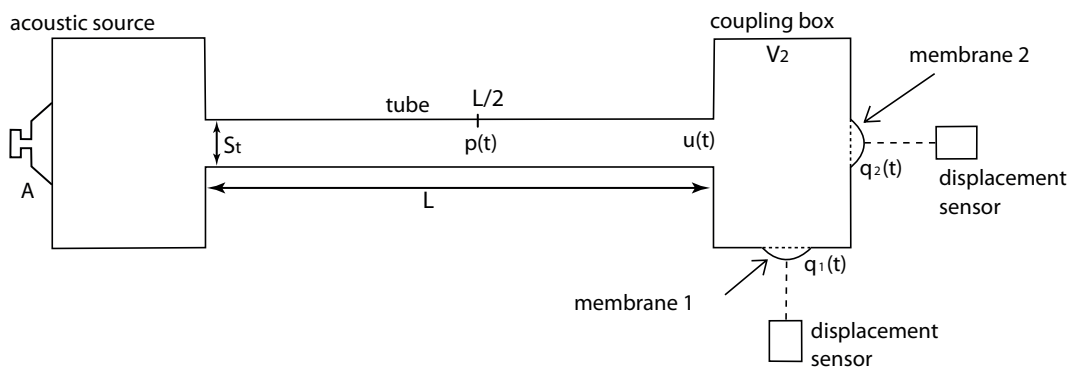 acoustic source
coupling box
V2
membrane 2
tube
L/2
St
p(t)
u(t)
q2(t)
A
displacement
sensor
L
q1(t)
membrane 1
displacement
sensor